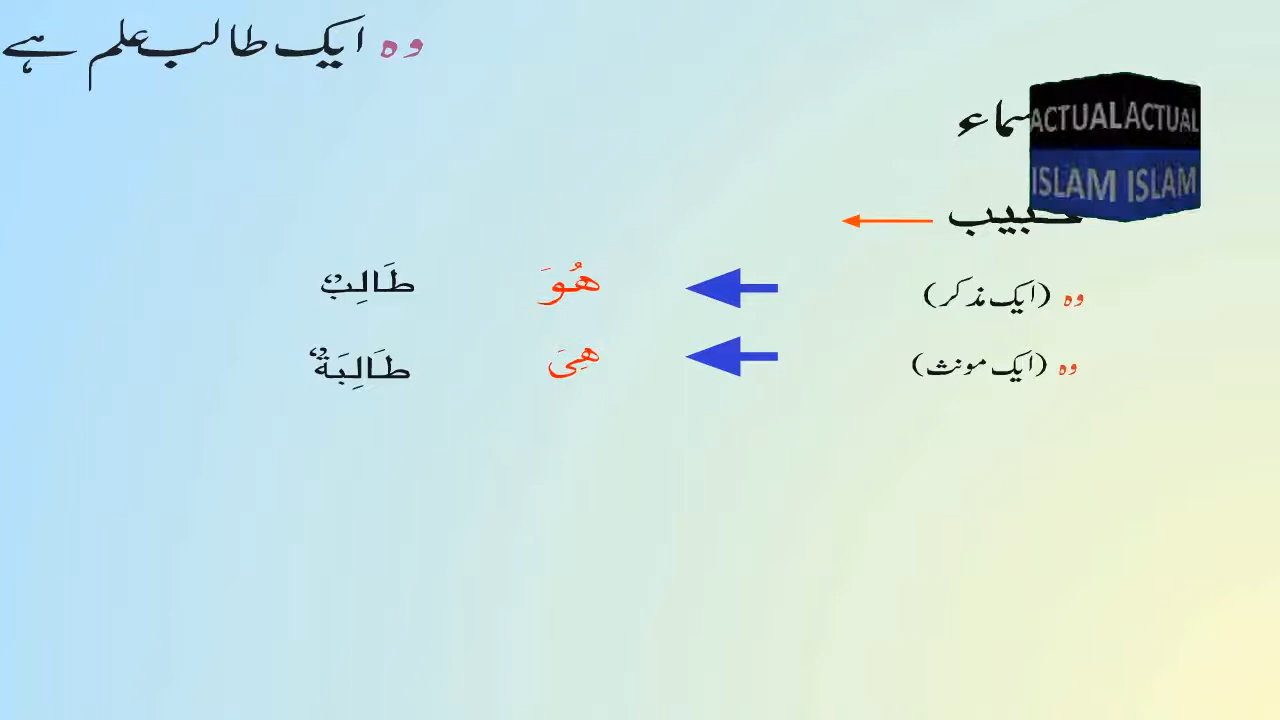 وہ ایک طالب علم ہے
ACTUAL ACTUAL
ISLAM ISLAM
وہ (ایک مذکر) هُوَ طَالِبٌ
وہ (ایک مونث) هِيَ طَالِبَةٌ